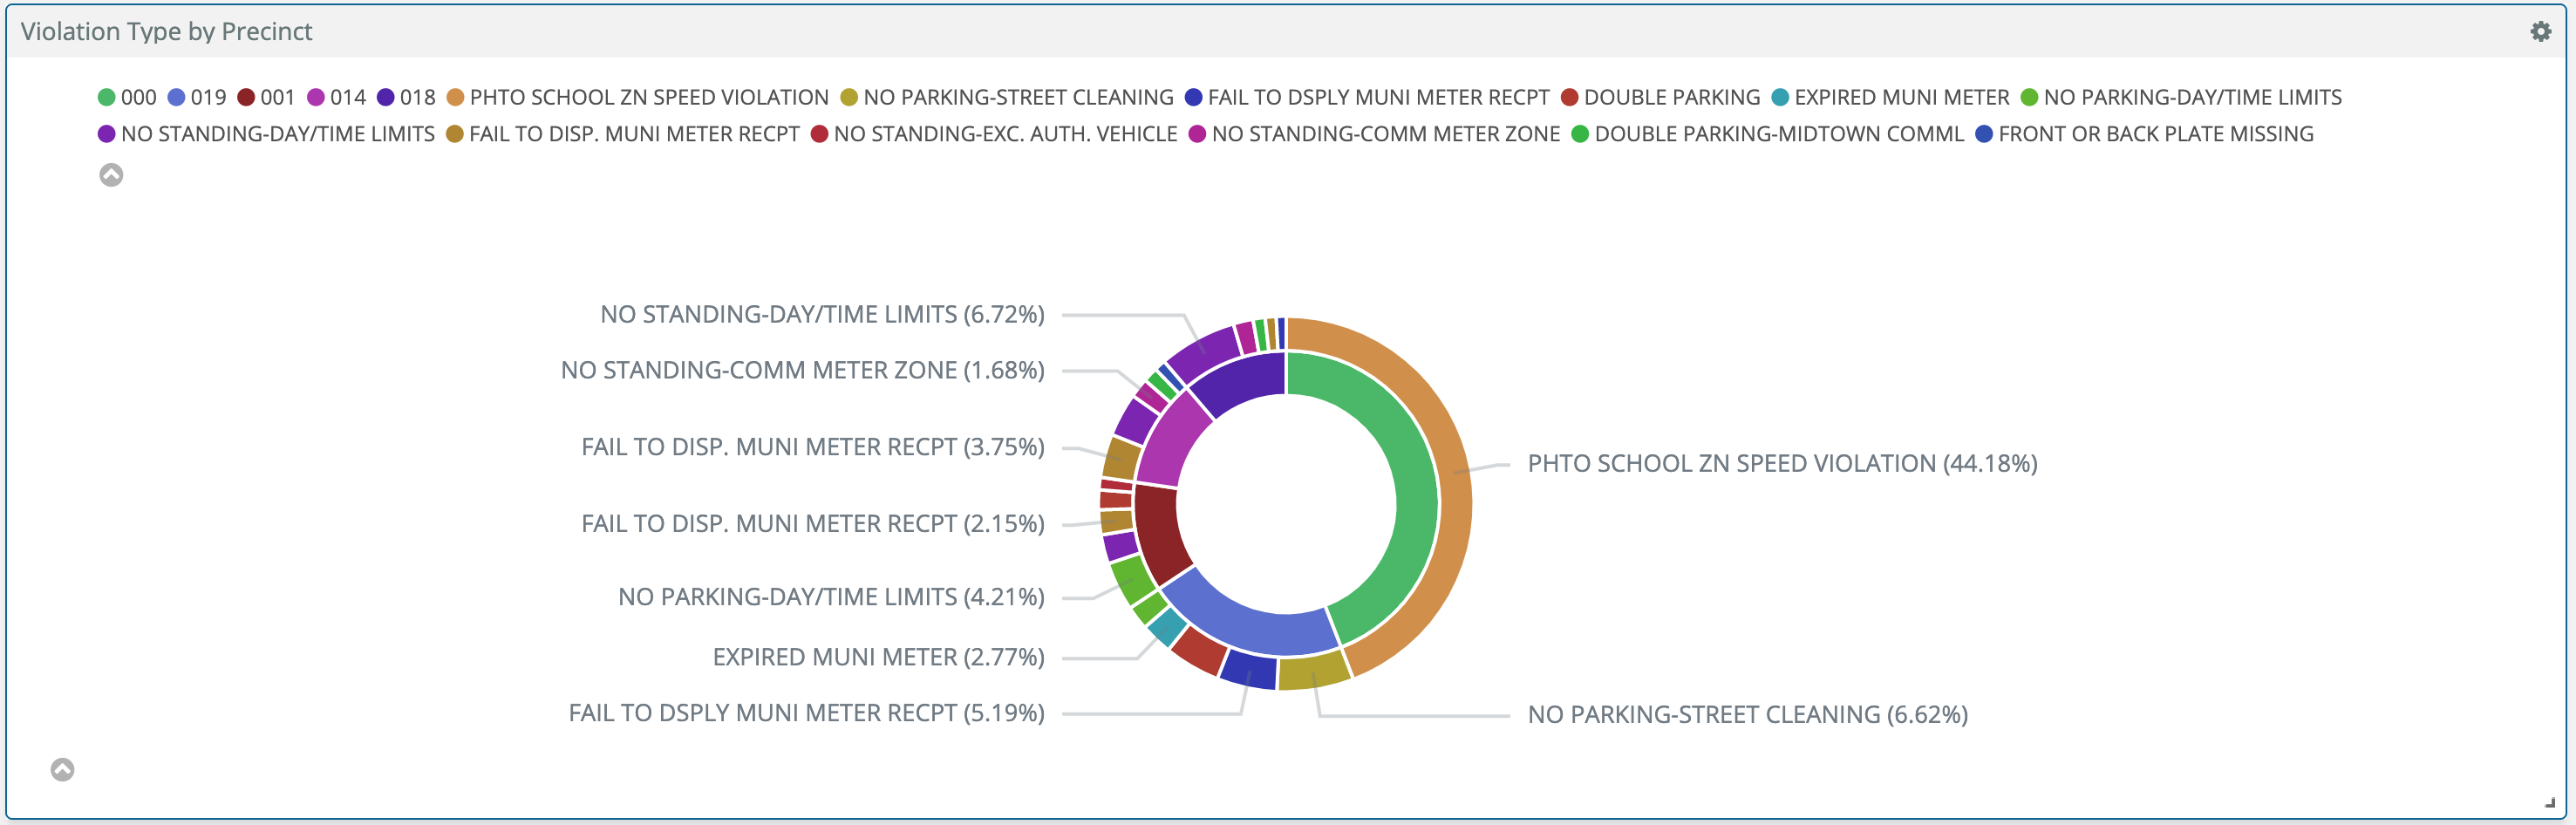 Violation Type by Precinct
000 019 001 014 018 PHTO SCHOOL ZN SPEED VIOLATION NO PARKING-STREET CLEANING FAIL TO DSPLY MUNI METER RECPT DOUBLE PARKING EXPIRED MUNI METER NO PARKING-DAY/TIME LIMITS
NO STANDING-DAY/TIME LIMITS FAIL TO DISP. MUNI METER RECPT NO STANDING-EXC. AUTH. VEHICLE NO STANDING-COMM METER ZONE DOUBLE PARKING-MIDTOWN COMML FRONT OR BACK PLATE MISSING
NO STANDING-DAY/TIME LIMITS (6.72%)
NO STANDING-COMM METER ZONE (1.68%)
FAIL TO DISP. MUNI METER RECPT (3.75%)
PHTO SCHOOL ZN SPEED VIOLATION (44.18%)
FAIL TO DISP. MUNI METER RECPT (2.15%)
NO PARKING-DAY/TIME LIMITS (4.21%)
EXPIRED MUNI METER (2.77%)
FAIL TO DSPLY MUNI METER RECPT (5.19%)
NO PARKING-STREET CLEANING (6.62%)